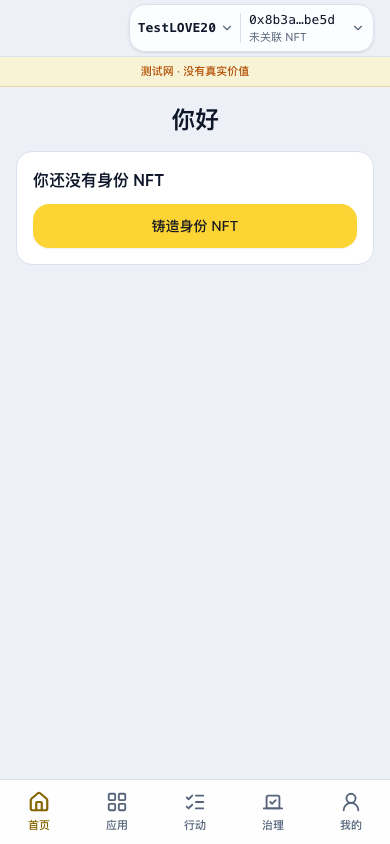 TestLOVE20
0x8b3a…be5d
未关联 NFT
测试网 · 没有真实价值
你好
你还没有身份 NFT
铸造身份 NFT
首页
应用
行动
治理
我的